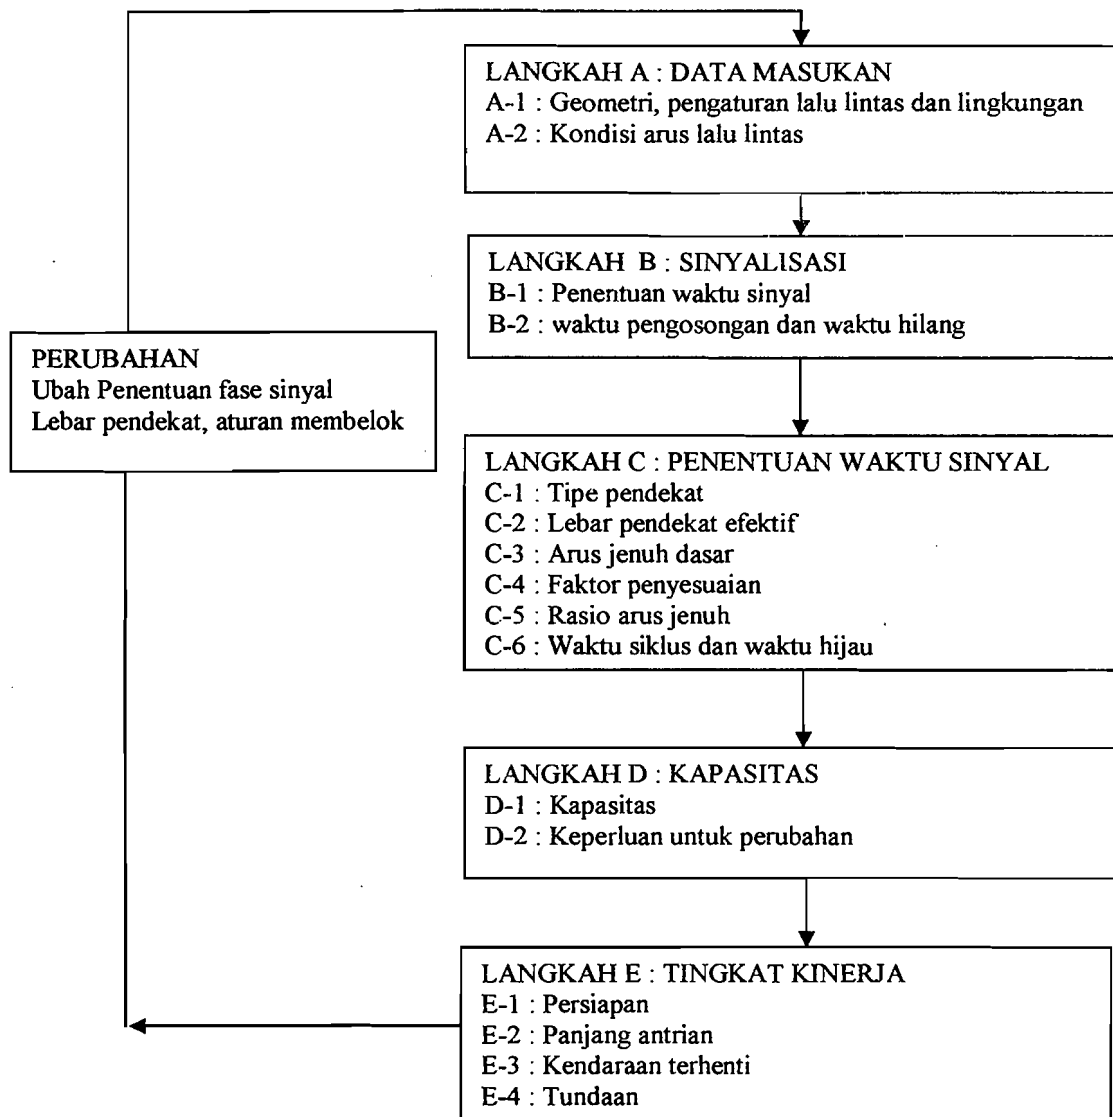 LANGKAH A : DATA MASUKAN
A-1 : Geometri, pengaturan lalu lintas dan lingkungan
A-2 : Kondisi arus lalu lintas
LANGKAH B : SINYALISASI
B-1 : Penentuan waktu sinyal
B-2 : waktu pengosongan dan waktu hilang
PERUBAHAN
Ubah Penentuan fase sinyal
Lebar pendekat, aturan membelok
LANGKAH C : PENENTUAN WAKTU SINYAL
C-1 : Tipe pendekat
C-2 : Lebar pendekat efektif
C-3 : Arus jenuh dasar
C-4 : Faktor penyesuaian
C-5 : Rasio arus jenuh
C-6 : Waktu siklus dan waktu hijau
LANGKAH D : KAPASITAS
D-1 : Kapasitas
D-2 : Keperluan untuk perubahan
LANGKAH E : TINGKAT KINERJA
E-1 : Persiapan
E-2 : Panjang antrian
E-3 : Kendaraan terhenti
E-4 : Tundaan